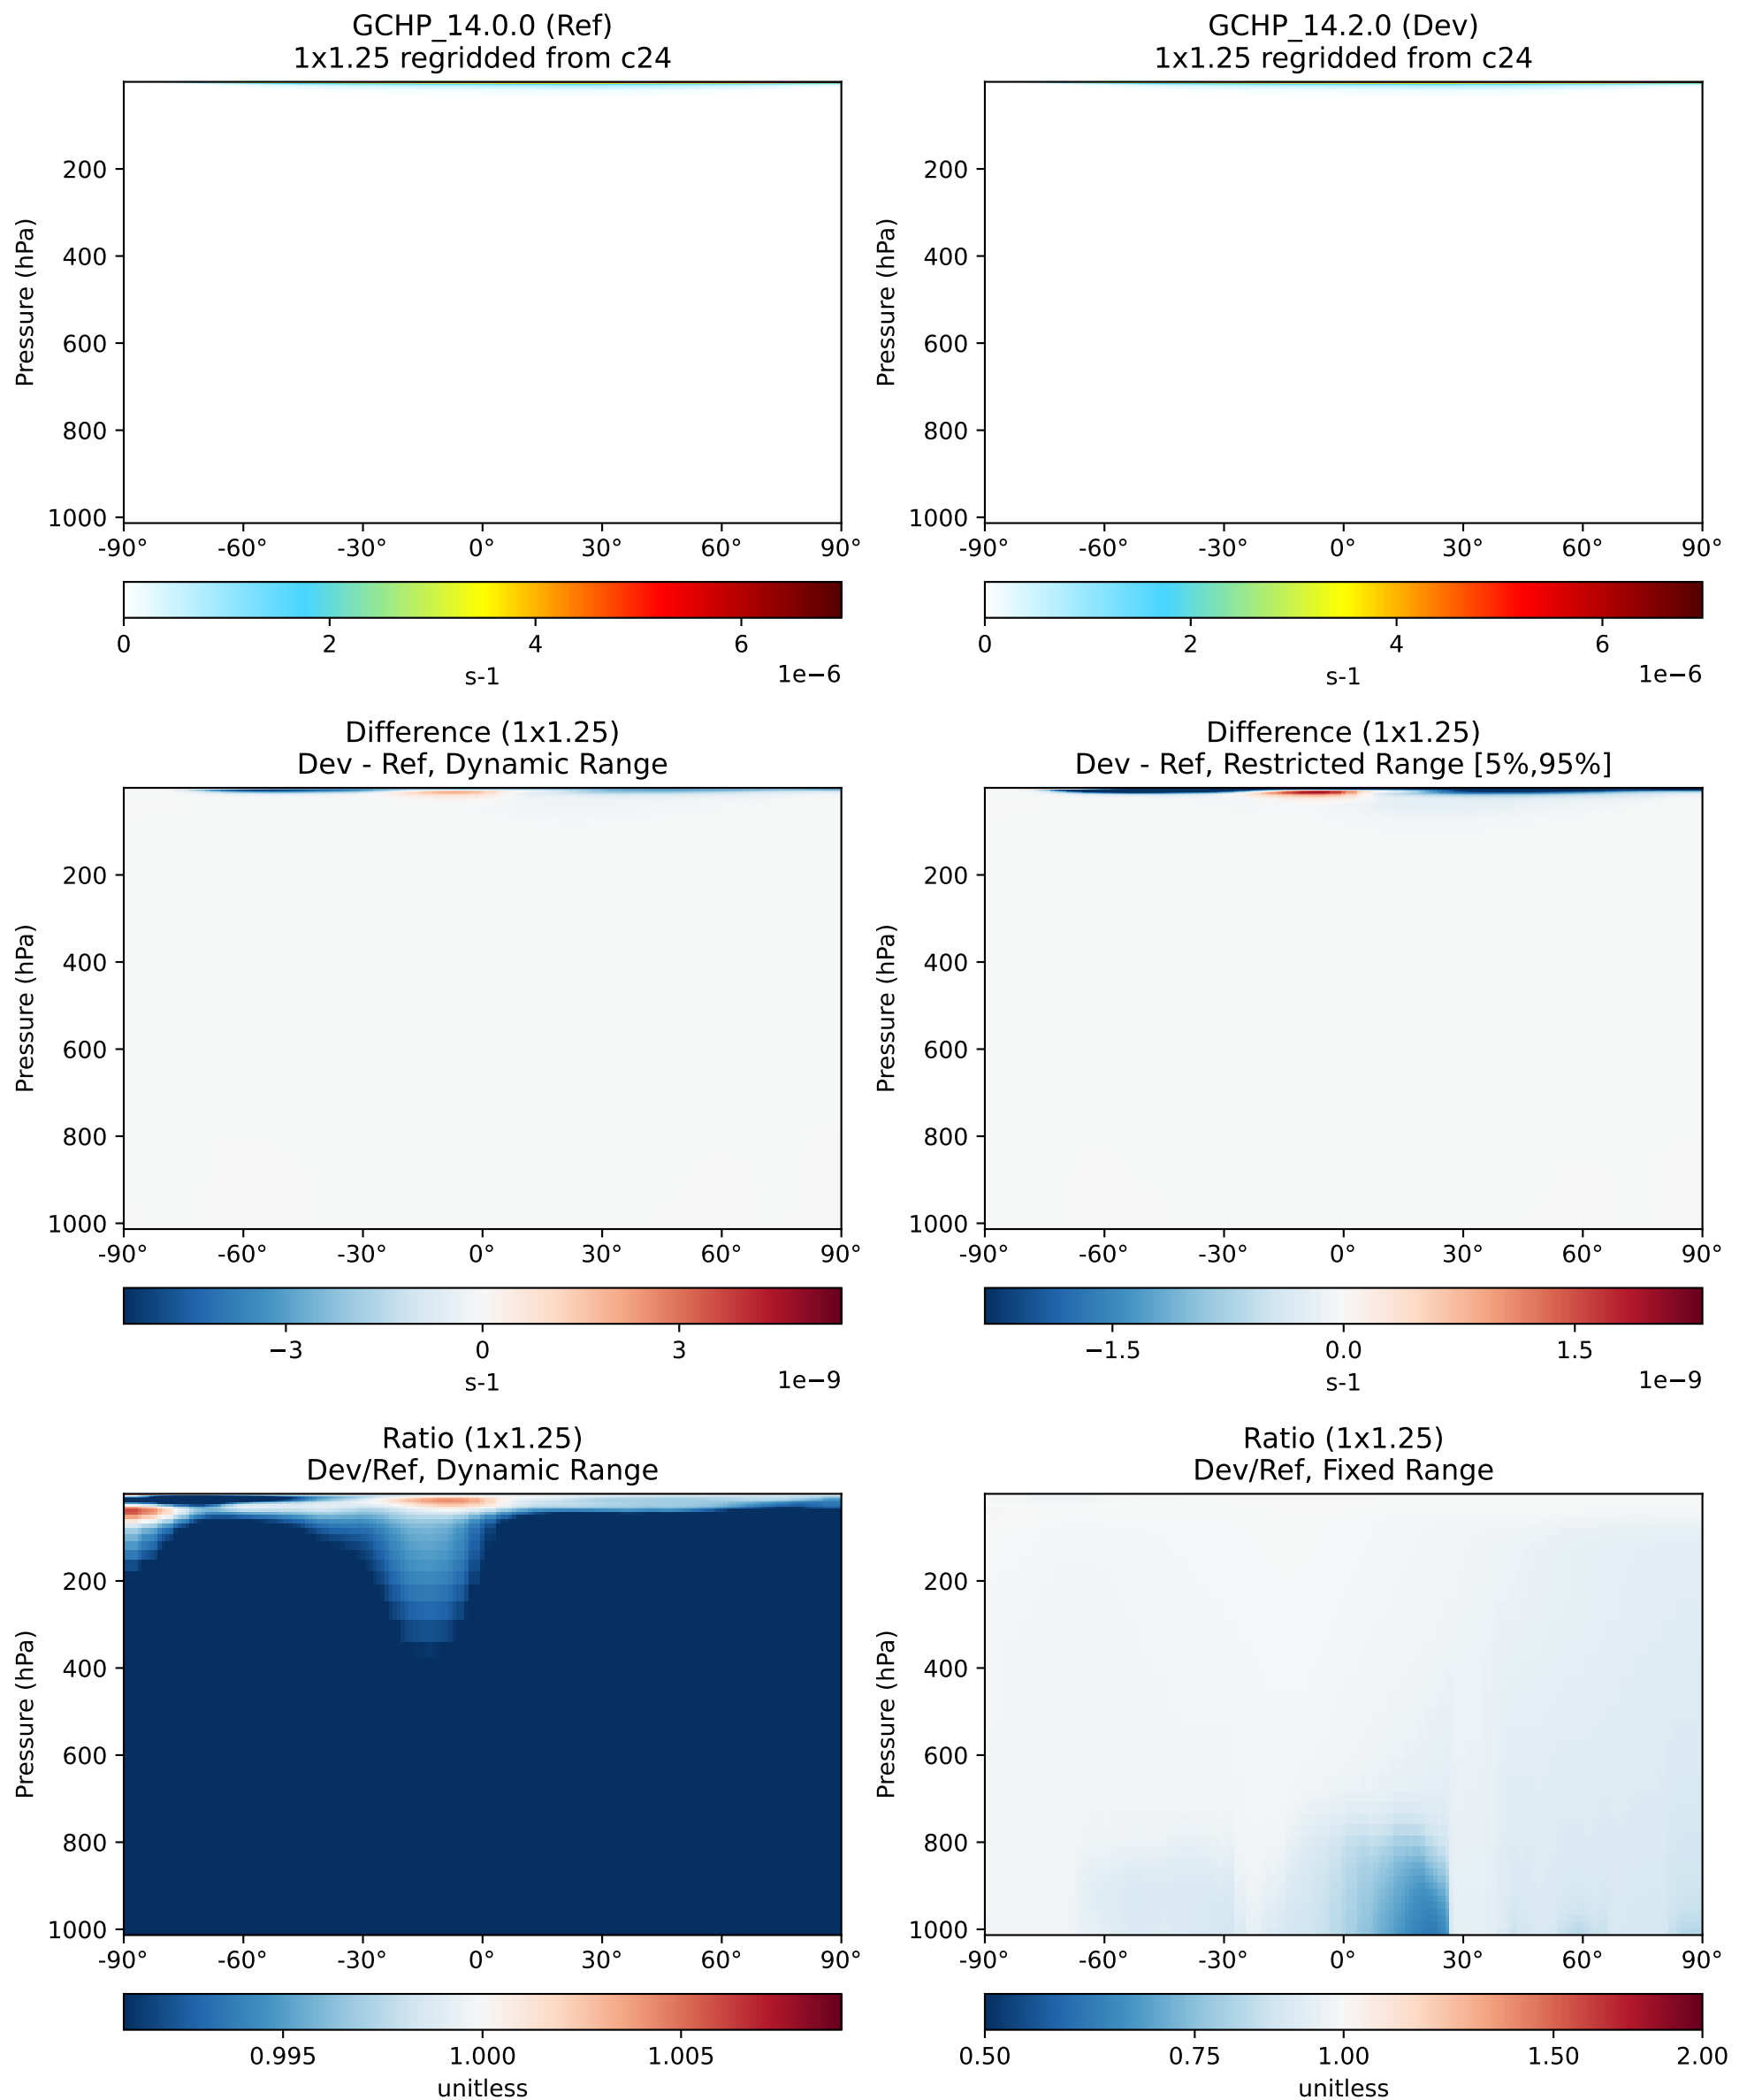 GCHP_14.0.0 (Ref)
1x1.25 regridded from c24
Pressure (hPa)
200
400
600
800
1000
-90° -60° -30° 0° 30° 60° 90°
0 2 4 6
s-1 1e−6
GCHP_14.2.0 (Dev)
1x1.25 regridded from c24
Pressure (hPa)
200
400
600
800
1000
-90° -60° -30° 0° 30° 60° 90°
0 2 4 6
s-1 1e−6
Difference (1x1.25)
Dev - Ref, Dynamic Range
Pressure (hPa)
200
400
600
800
1000
-90° -60° -30° 0° 30° 60° 90°
−3 0 3
s-1 1e−9
Difference (1x1.25)
Dev - Ref, Restricted Range [5%,95%]
Pressure (hPa)
200
400
600
800
1000
-90° -60° -30° 0° 30° 60° 90°
−1.5 0.0 1.5
s-1 1e−9
Ratio (1x1.25)
Dev/Ref, Dynamic Range
Pressure (hPa)
200
400
600
800
1000
-90° -60° -30° 0° 30° 60° 90°
0.995 1.000 1.005
unitless
Ratio (1x1.25)
Dev/Ref, Fixed Range
Pressure (hPa)
200
400
600
800
1000
-90° -60° -30° 0° 30° 60° 90°
0.50 0.75 1.00 1.50 2.00
unitless